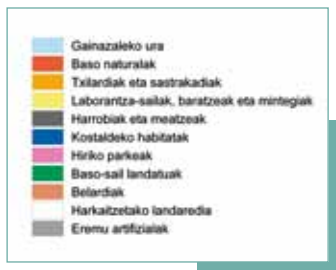 Gainazaleko ura
Baso naturalak
Txilardiak eta sastrakadiak
Laborantza-sailak, baratzeak eta mintegiak
Harrobiak eta meatzeak
Kostaldeko habitatak
Hiriko parkeak
Baso-sail landatuak
Belardiak
Harkaitzetako landaredia
Eremu artifizialak